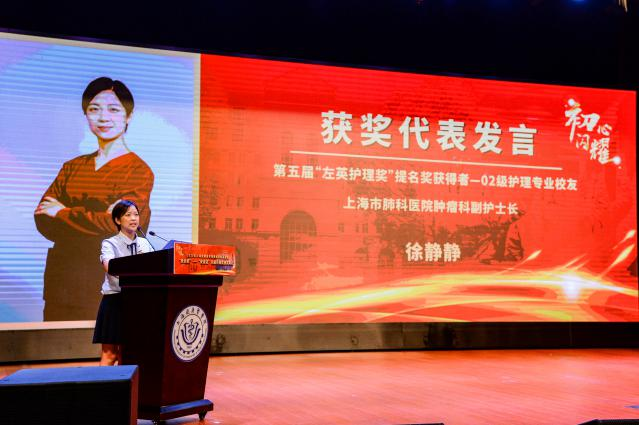 获奖代表发言
初心
闪耀
第五届“左英护理奖”提名奖获得者—02级护理专业校友
上海市肺科医院肿瘤科副护士长
徐静静